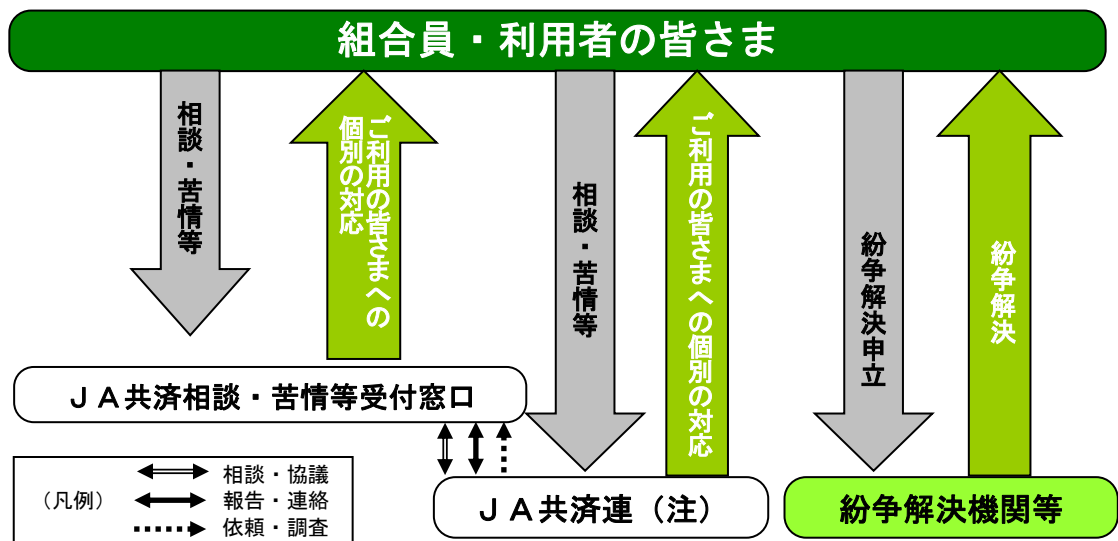 組合員・利用者の皆さま
相談・苦情等
ご利用の皆さまへの
個別の対応
相談・苦情等
ご利用の皆さまへの個別の対応
紛争解決申立
紛争解決
ＪＡ共済相談・苦情等受付窓口
（凡例）
相談・協議
報告・連絡
依頼・調査
ＪＡ共済連（注）
紛争解決機関等